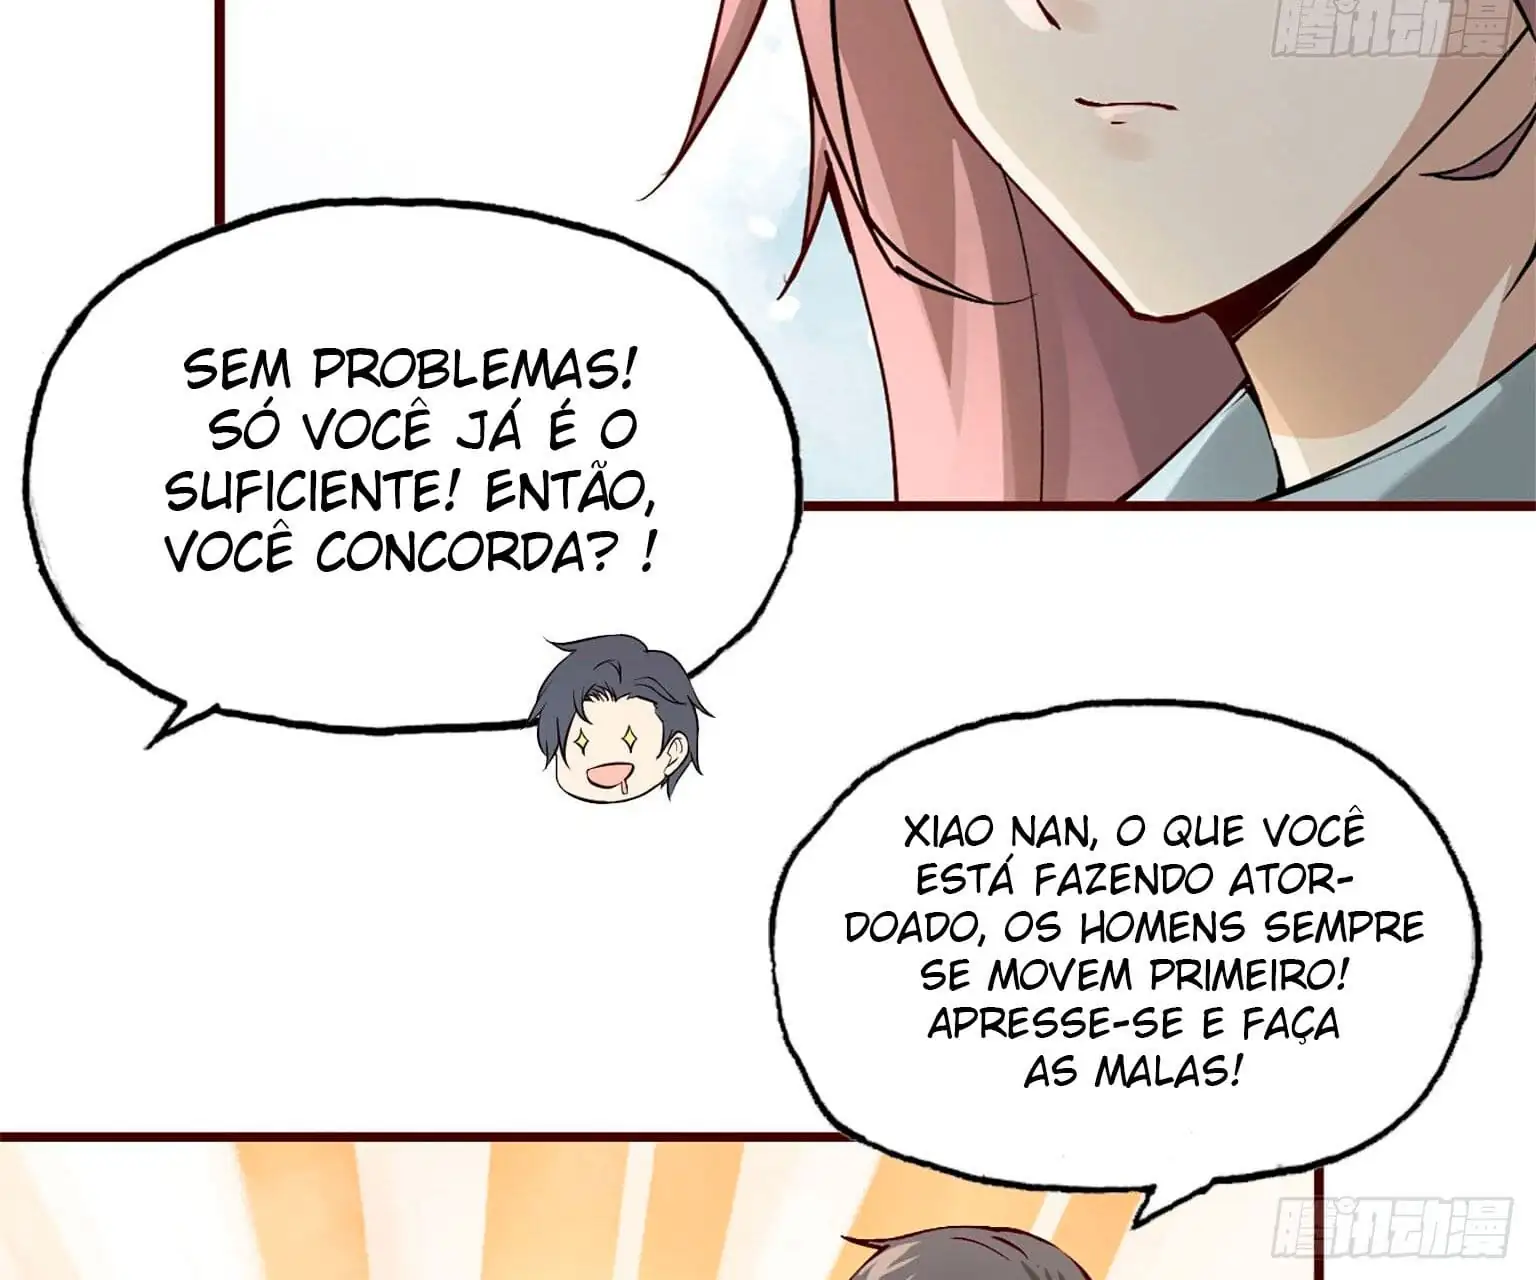 腾讯动漫
SEM PROBLEMAS!
SÓ VOCÊ JÁ É O
SUFICIENTE! ENTÃO,
VOCÊ CONCORDA? !
XIAO NAN, O QUE VOCÊ
ESTÁ FAZENDO ATOR-
DOADO, OS HOMENS SEMPRE
SE MOVEM PRIMEIRO!
APRESSE-SE E FAÇA
AS MALAS!
腾讯动漫